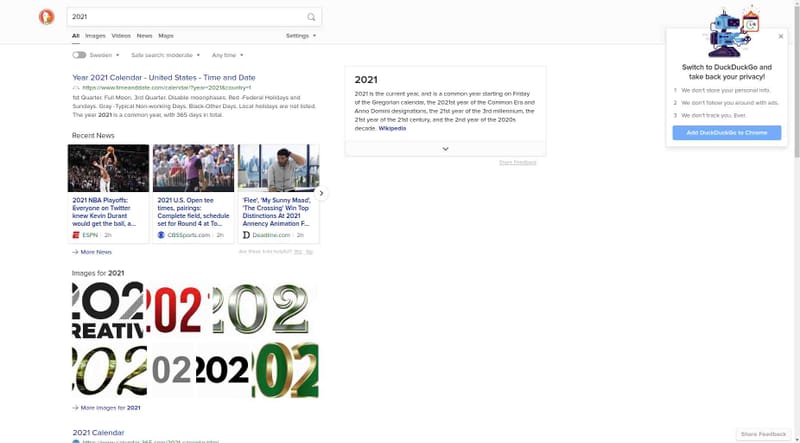 2021
All Images Videos News Maps Settings
Sweden Safe search: moderate Any time
Year 2021 Calendar - United States - Time and Date
https://www.timeanddate.com/calendar/?year=2021&country=1
1st Quarter. Full Moon. 3rd Quarter. Disable moonphases. Red -Federal Holidays and
Sundays. Gray -Typical Non-working Days. Black-Other Days. Local holidays are not listed.
The year 2021 is a common year, with 365 days in total.
Recent News
2021 NBA Playoffs:
Everyone on Twitter
knew Kevin Durant
would get the ball, a...
ESPN 2h
2021 U.S. Open tee
times, pairings:
Complete field, schedule
set for Round 4 at To...
CBSSports.com 2h
'Flee', 'My Sunny Maad',
'The Crossing' Win Top
Distinctions At 2021
Annency Animation F...
Deadline.com 2h
More News
Are these links helpful? Yes No
Images for 2021
202
REATIV
202
202
202
02
202
02
More Images for 2021
2021 Calendar
2021
2021 is the current year, and is a common year starting on Friday
of the Gregorian calendar, the 2021st year of the Common Era and
Anno Domini designations, the 21st year of the 3rd millennium, the
21st year of the 21st century, and the 2nd year of the 2020s
decade. Wikipedia
Share Feedback
Switch to DuckDuckGo and
take back your privacy!
1 We don't store your personal info.
2 We don't follow you around with ads.
3 We don't track you. Ever.
Add DuckDuckGo to Chrome
Share Feedback